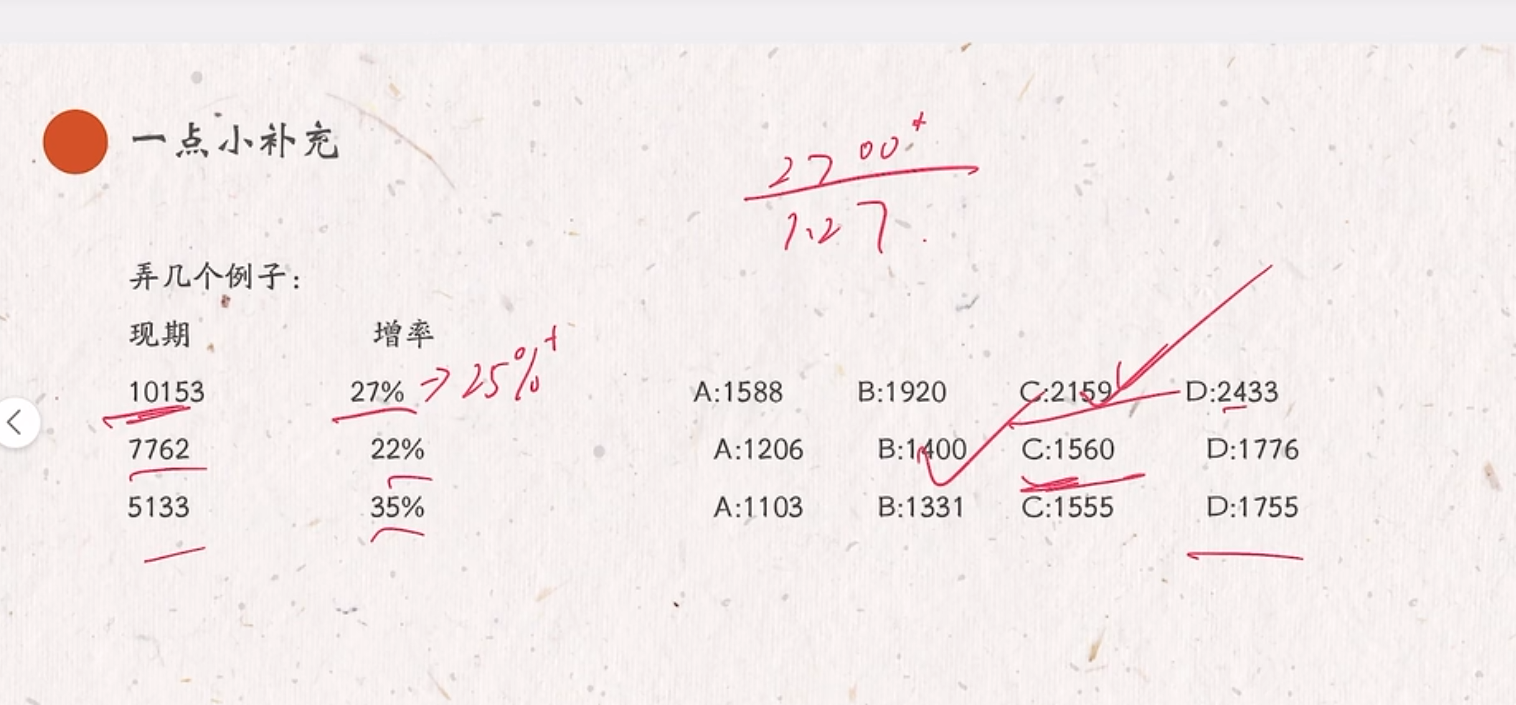 一点小补充
2700+
1.27
弄几个例子：
现期 增率
10153 27% → 25%+ A:1588 B:1920 C:2159 D:2433
7762 22% A:1206 B:1400 C:1560 D:1776
5133 35% A:1103 B:1331 C:1555 D:1755